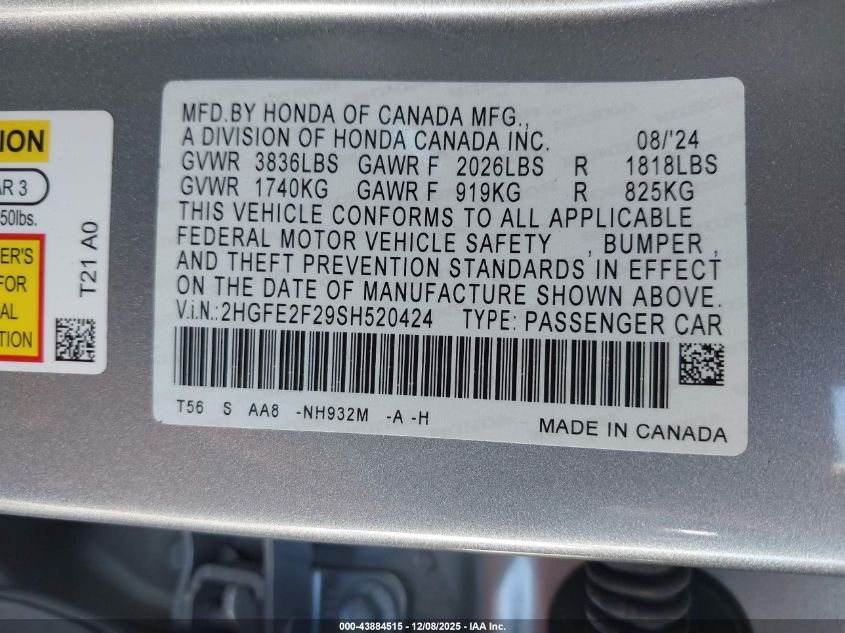 MFD.BY HONDA OF CANADA MFG.,
A DIVISION OF HONDA CANADA INC. 08/'24
GVWR 3836LBS GAWR F 2026LBS R 1818LBS
GVWR 1740KG GAWR F 919KG R 825KG
THIS VEHICLE CONFORMS TO ALL APPLICABLE
FEDERAL MOTOR VEHICLE SAFETY , BUMPER ,
AND THEFT PREVENTION STANDARDS IN EFFECT
ON THE DATE OF MANUFACTURE SHOWN ABOVE.
V.i.N.:2HGFE2F29SH520424 TYPE: PASSENGER CAR
T56 S AA8 -NH932M -A -H
MADE IN CANADA
ION
AR 3
50lbs.
ER'S
FOR
AL
TION
T21 A0
000-43884515 - 12/08/2025 - IAA Inc.